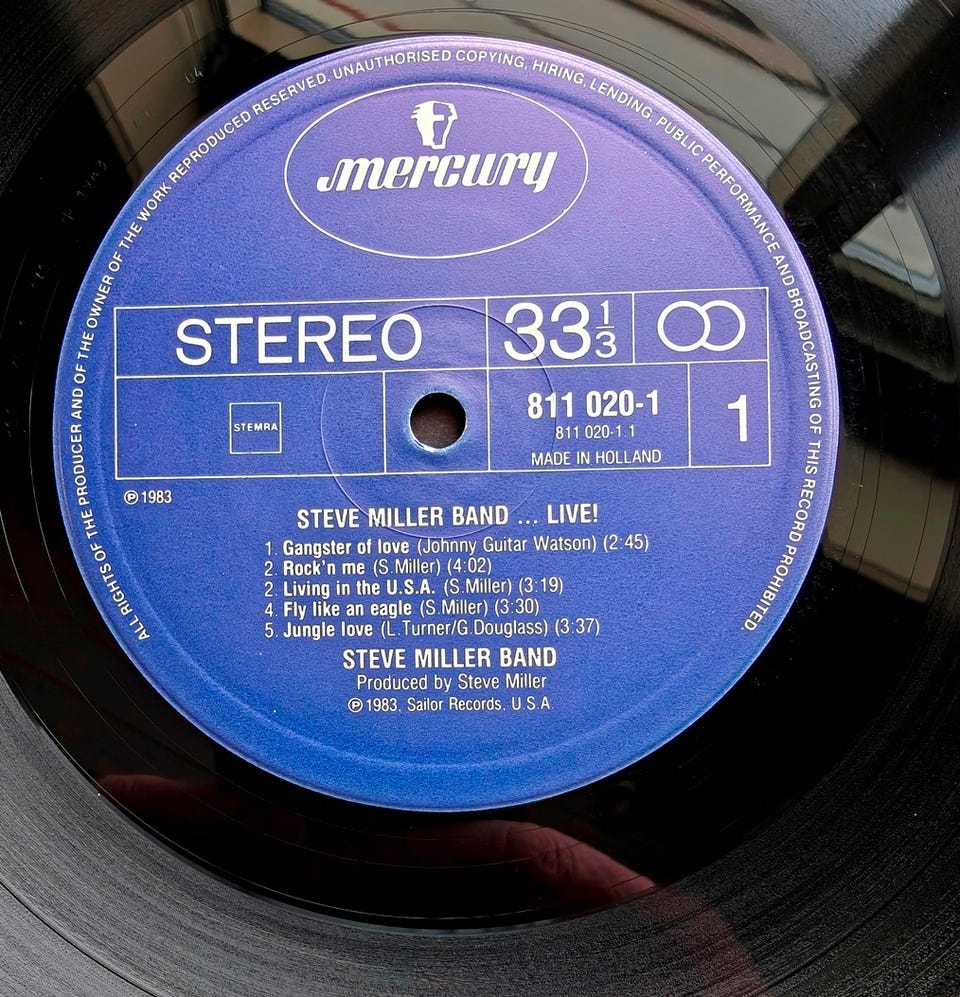 ALL RIGHTS OF THE PRODUCER AND OF THE OWNER OF THE WORK REPRODUCED RESERVED. UNAUTHORISED COPYING, HIRING, LENDING, PUBLIC PERFORMANCE AND BROADCASTING OF THIS RECORD PROHIBITED
mercury
STEREO 33 1/3
STEMRA
811 020-1
811 020-1.1
MADE IN HOLLAND
1
℗ 1983
STEVE MILLER BAND ... LIVE!
1. Gangster of love (Johnny Guitar Watson) (2:45)
2. Rock'n me (S.Miller) (4:02)
2. Living in the U.S.A. (S.Miller) (3:19)
4. Fly like an eagle (S.Miller) (3:30)
5. Jungle love (L.Turner/G.Douglass) (3:37)
STEVE MILLER BAND
Produced by Steve Miller
℗ 1983, Sailor Records, U.S.A.